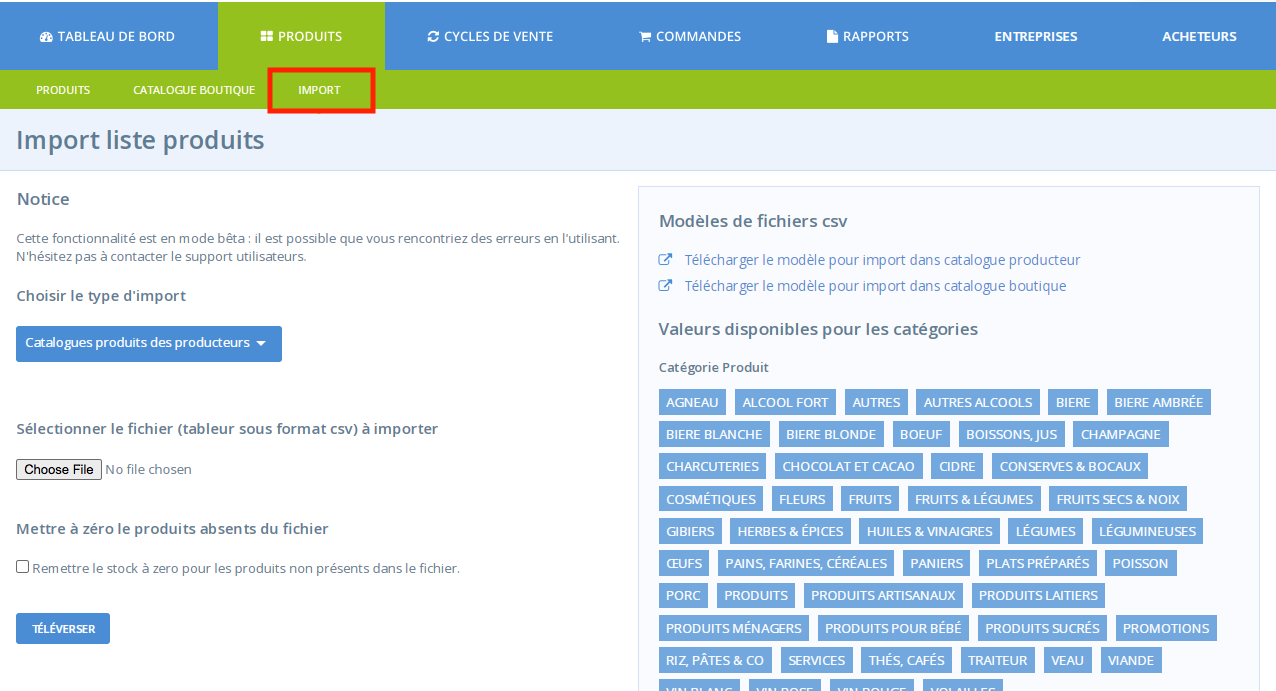 TABLEAU DE BORD PRODUITS CYCLES DE VENTE COMMANDES RAPPORTS ENTREPRISES ACHETEURS
PRODUITS CATALOGUE BOUTIQUE IMPORT
Import liste produits
Notice
Cette fonctionnalité est en mode bêta : il est possible que vous rencontriez des erreurs en l'utilisant.
N'hésitez pas à contacter le support utilisateurs.
Choisir le type d'import
Catalogues produits des producteurs
Sélectionner le fichier (tableur sous format csv) à importer
Choose File No file chosen
Mettre à zéro le produits absents du fichier
Remettre le stock à zero pour les produits non présents dans le fichier.
TÉLÉVERSER
Modèles de fichiers csv
Télécharger le modèle pour import dans catalogue producteur
Télécharger le modèle pour import dans catalogue boutique
Valeurs disponibles pour les catégories
Catégorie Produit
AGNEAU ALCOOL FORT AUTRES AUTRES ALCOOLS BIERE BIERE AMBRÉE
BIERE BLANCHE BIERE BLONDE BOEUF BOISSONS, JUS CHAMPAGNE
CHARCUTERIES CHOCOLAT ET CACAO CIDRE CONSERVES & BOCAUX
COSMÉTIQUES FLEURS FRUITS FRUITS & LÉGUMES FRUITS SECS & NOIX
GIBIERS HERBES & ÉPICES HUILES & VINAIGRES LÉGUMES LÉGUMINEUSES
ŒUFS PAINS, FARINES, CÉRÉALES PANIERS PLATS PRÉPARÉS POISSON
PORC PRODUITS PRODUITS ARTISANAUX PRODUITS LAITIERS
PRODUITS MÉNAGERS PRODUITS POUR BÉBÉ PRODUITS SUCRÉS PROMOTIONS
RIZ, PÂTES & CO SERVICES THÉS, CAFÉS TRAITEUR VEAU VIANDE
VIN BLANC VIN ROSE VIN ROUGE VOLAILLES